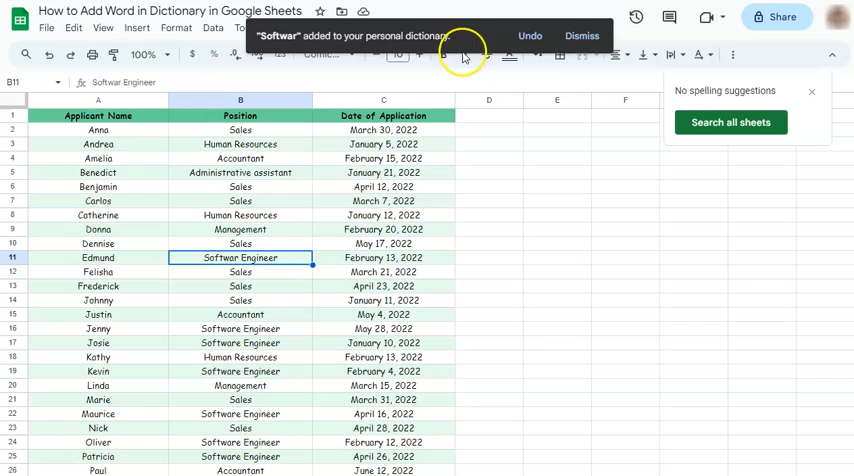 How to Add Word in Dictionary in Google Sheets
File Edit View Insert Format Data
"Softwar" added to your personal dictionary. Undo Dismiss
Share
100% $ % .0 .00 123 Comic... 10 B
B11 fx Softwar Engineer
No spelling suggestions
Search all sheets
A B C D E F
1 Applicant Name Position Date of Application
2 Anna Sales March 30, 2022
3 Andrea Human Resources January 5, 2022
4 Amelia Accountant February 15, 2022
5 Benedict Administrative assistant January 21, 2022
6 Benjamin Sales April 12, 2022
7 Carlos Sales March 7, 2022
8 Catherine Human Resources January 12, 2022
9 Donna Management February 20, 2022
10 Dennise Sales May 17, 2022
11 Edmund Softwar Engineer February 13, 2022
12 Felisha Sales March 21, 2022
13 Frederick Sales April 23, 2022
14 Johnny Sales January 11, 2022
15 Justin Accountant May 4, 2022
16 Jenny Software Engineer May 28, 2022
17 Josie Software Engineer January 10, 2022
18 Kathy Human Resources February 13, 2022
19 Kevin Software Engineer February 4, 2022
20 Linda Management March 15, 2022
21 Marie Sales March 31, 2022
22 Maurice Software Engineer April 16, 2022
23 Nick Sales April 28, 2022
24 Oliver Software Engineer February 12, 2022
25 Patricia Software Engineer April 26, 2022
26 Paul Accountant June 12, 2022